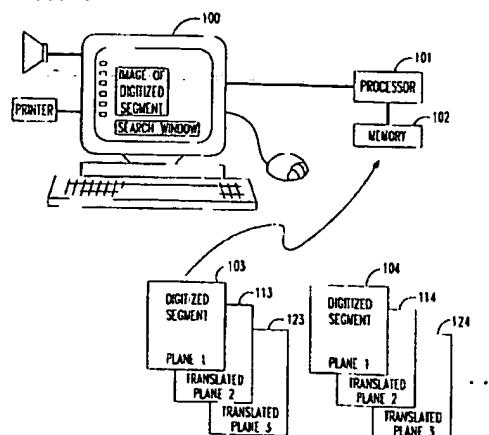 100
101
IMAGE OF
DIGITIZED
SEGMENT
PROCESSOR
PRINTER
102
SEARCH WINDOW
MEMORY
103
104
113
114
DIGITIZED
SEGMENT
123
DIGITIZED
SEGMENT
124
PLANE 1
PLANE 1
TRANSLATED
PLANE 2
TRANSLATED
PLANE 2
TRANSLATED
PLANE 3
TRANSLATED
PLANE 3